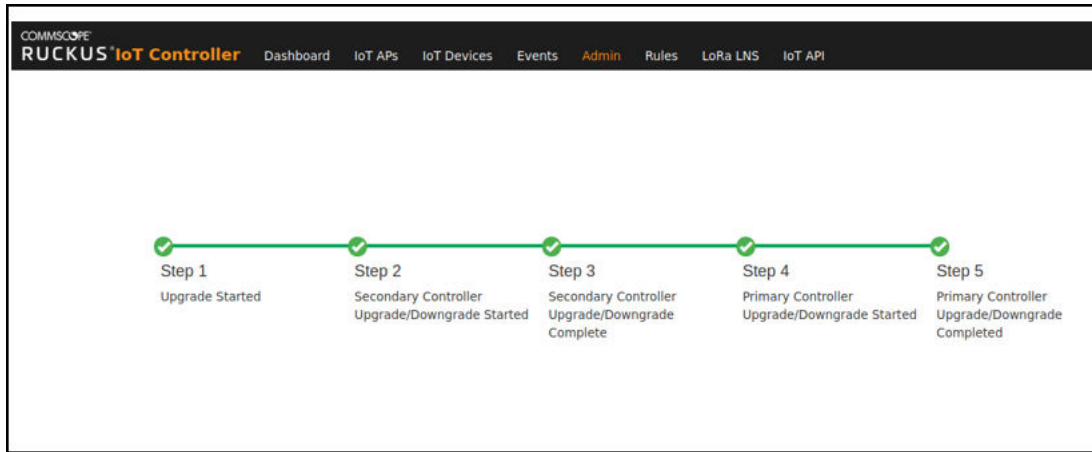 COMMSCOPE
RUCKUS® IoT Controller Dashboard IoT APs IoT Devices Events Admin Rules LoRa LNS IoT API
Step 1
Upgrade Started
Step 2
Secondary Controller
Upgrade/Downgrade Started
Step 3
Secondary Controller
Upgrade/Downgrade
Complete
Step 4
Primary Controller
Upgrade/Downgrade Started
Step 5
Primary Controller
Upgrade/Downgrade
Completed